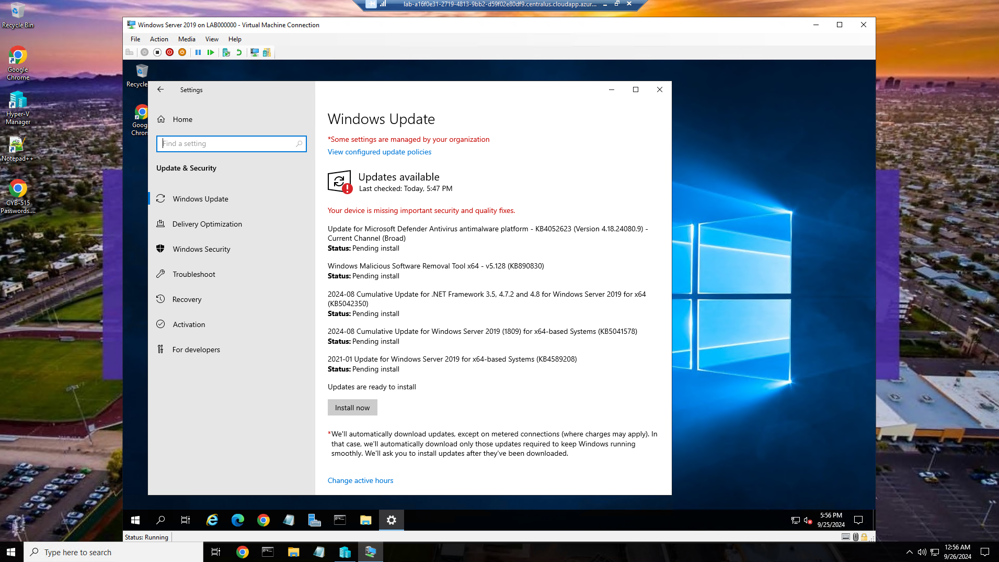 lab-a16f0e31-2719-4813-9bb2-d59f02e80df9.centralus.cloudapp.azur...
Recycle Bin
Google
Chrome
Hyper-V
Manager
Notepad++
CYB-515
Passwords....
Windows Server 2019 on LAB000000 - Virtual Machine Connection
File Action Media View Help
Recycle
Goog
Chron
Settings
Home
Find a setting
Update & Security
Windows Update
Delivery Optimization
Windows Security
Troubleshoot
Recovery
Activation
For developers
Windows Update
*Some settings are managed by your organization
View configured update policies
Updates available
Last checked: Today, 5:47 PM
Your device is missing important security and quality fixes.
Update for Microsoft Defender Antivirus antimalware platform - KB4052623 (Version 4.18.24080.9) -
Current Channel (Broad)
Status: Pending install
Windows Malicious Software Removal Tool x64 - v5.128 (KB890830)
Status: Pending install
2024-08 Cumulative Update for .NET Framework 3.5, 4.7.2 and 4.8 for Windows Server 2019 for x64
(KB5042350)
Status: Pending install
2024-08 Cumulative Update for Windows Server 2019 (1809) for x64-based Systems (KB5041578)
Status: Pending install
2021-01 Update for Windows Server 2019 for x64-based Systems (KB4589208)
Status: Pending install
Updates are ready to install
Install now
*We'll automatically download updates, except on metered connections (where charges may apply). In
that case, we'll automatically download only those updates required to keep Windows running
smoothly. We'll ask you to install updates after they've been downloaded.
Change active hours
5:56 PM
9/25/2024
Status: Running
Type here to search
12:56 AM
9/26/2024